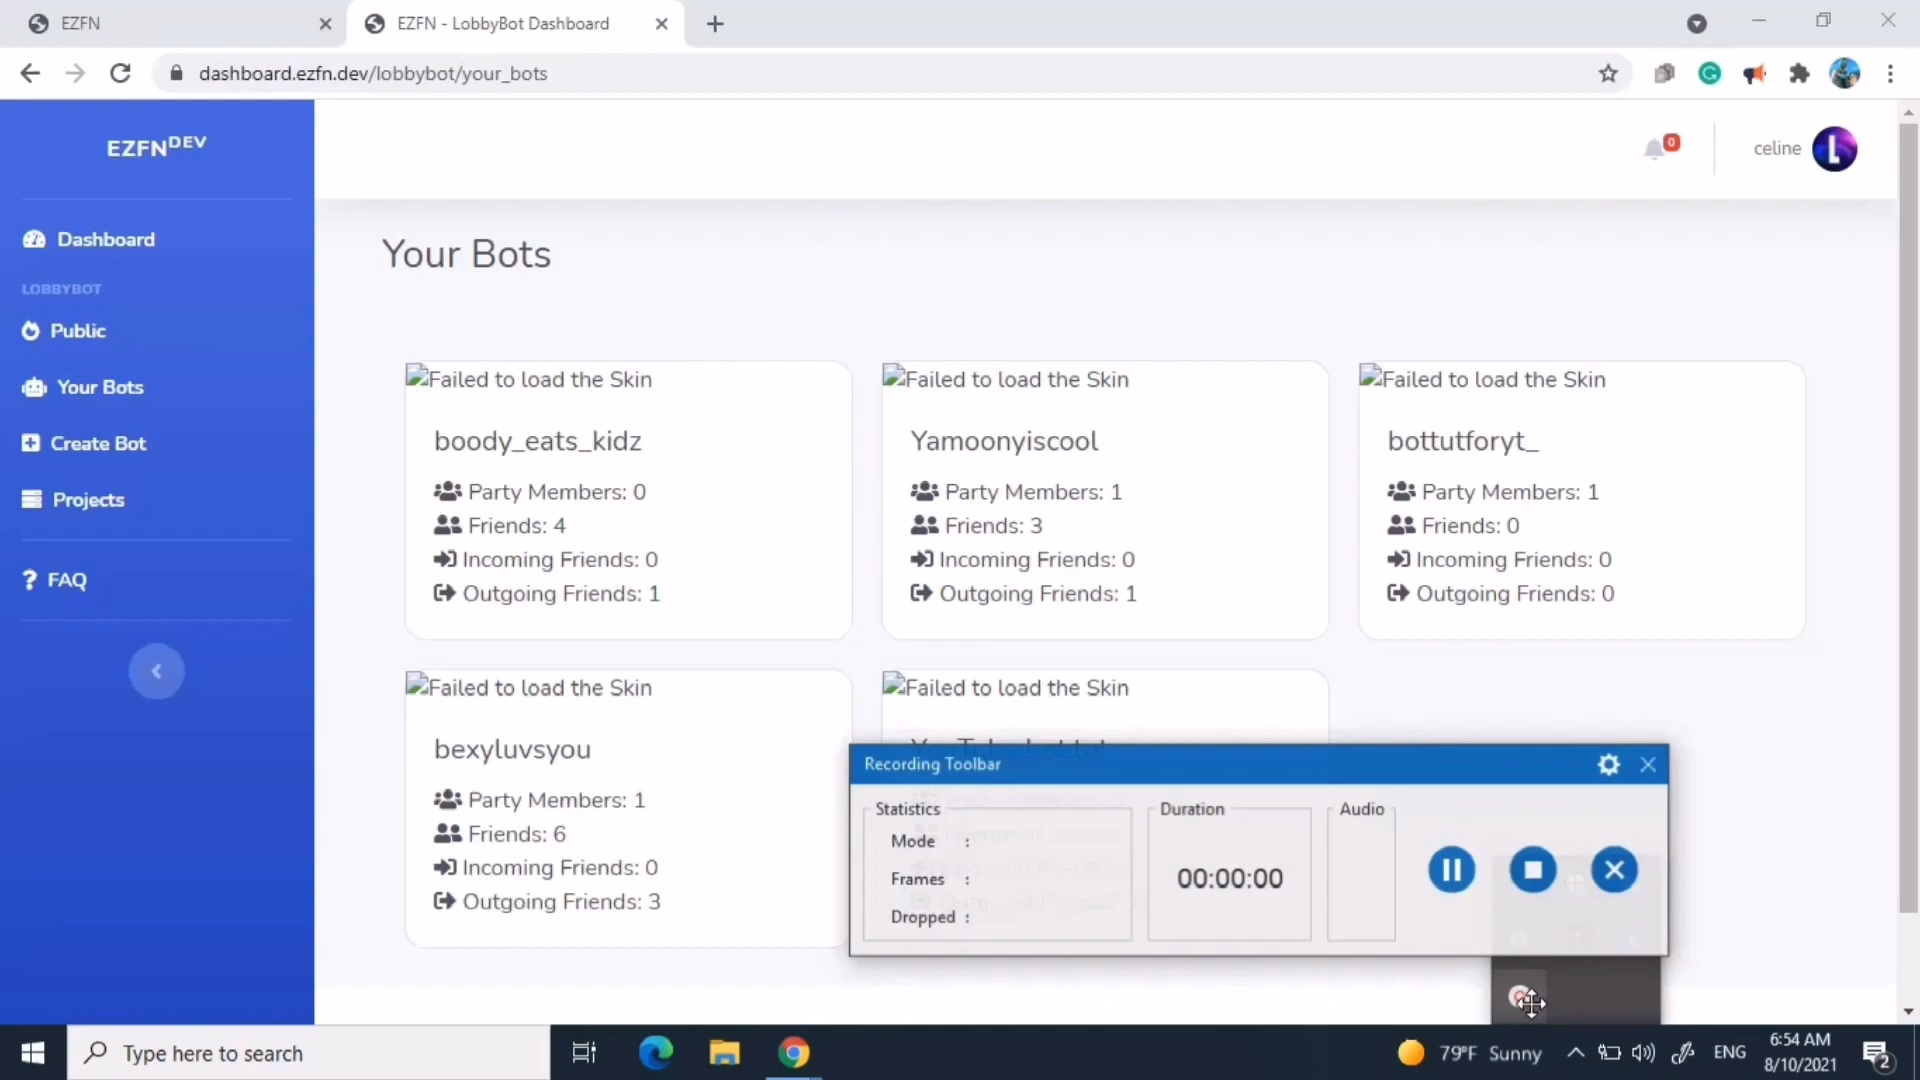 EZFN
EZFN - LobbyBot Dashboard
dashboard.ezfn.dev/lobbybot/your_bots
EZFNDEV
0
celine
Dashboard
LOBBYBOT
Public
Your Bots
Create Bot
Projects
FAQ
Your Bots
Failed to load the Skin
boody_eats_kidz
Party Members: 0
Friends: 4
Incoming Friends: 0
Outgoing Friends: 1
Failed to load the Skin
Yamoonyiscool
Party Members: 1
Friends: 3
Incoming Friends: 0
Outgoing Friends: 1
Failed to load the Skin
bottutforyt_
Party Members: 1
Friends: 0
Incoming Friends: 0
Outgoing Friends: 0
Failed to load the Skin
bexyluvsyou
Party Members: 1
Friends: 6
Incoming Friends: 0
Outgoing Friends: 3
Failed to load the Skin
Recording Toolbar
Statistics
Mode :
Frames :
Dropped :
Duration
00:00:00
Audio
Type here to search
79°F Sunny
ENG
6:54 AM
8/10/2021
2